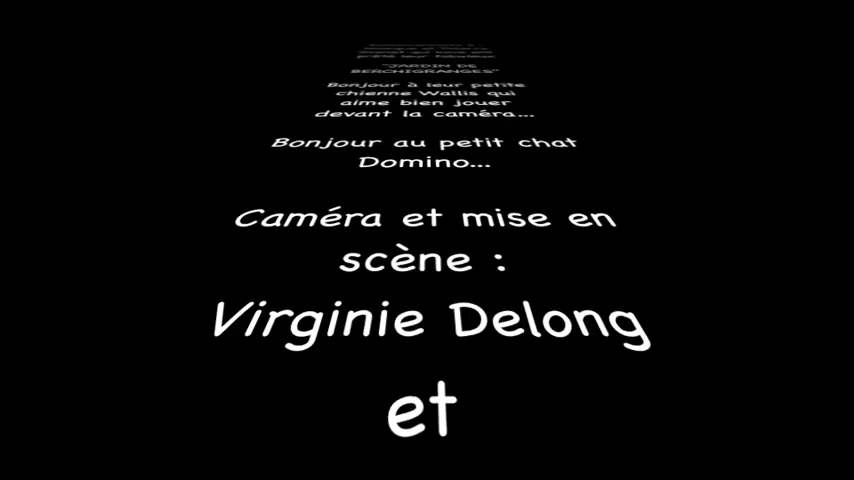 "JARDIN DE
BERCHIGRANGES"
Bonjour à leur petite
chienne Wallis qui
aime bien jouer
devant la caméra...
Bonjour au petit chat
Domino...
Caméra et mise en
scène :
Virginie Delong
et